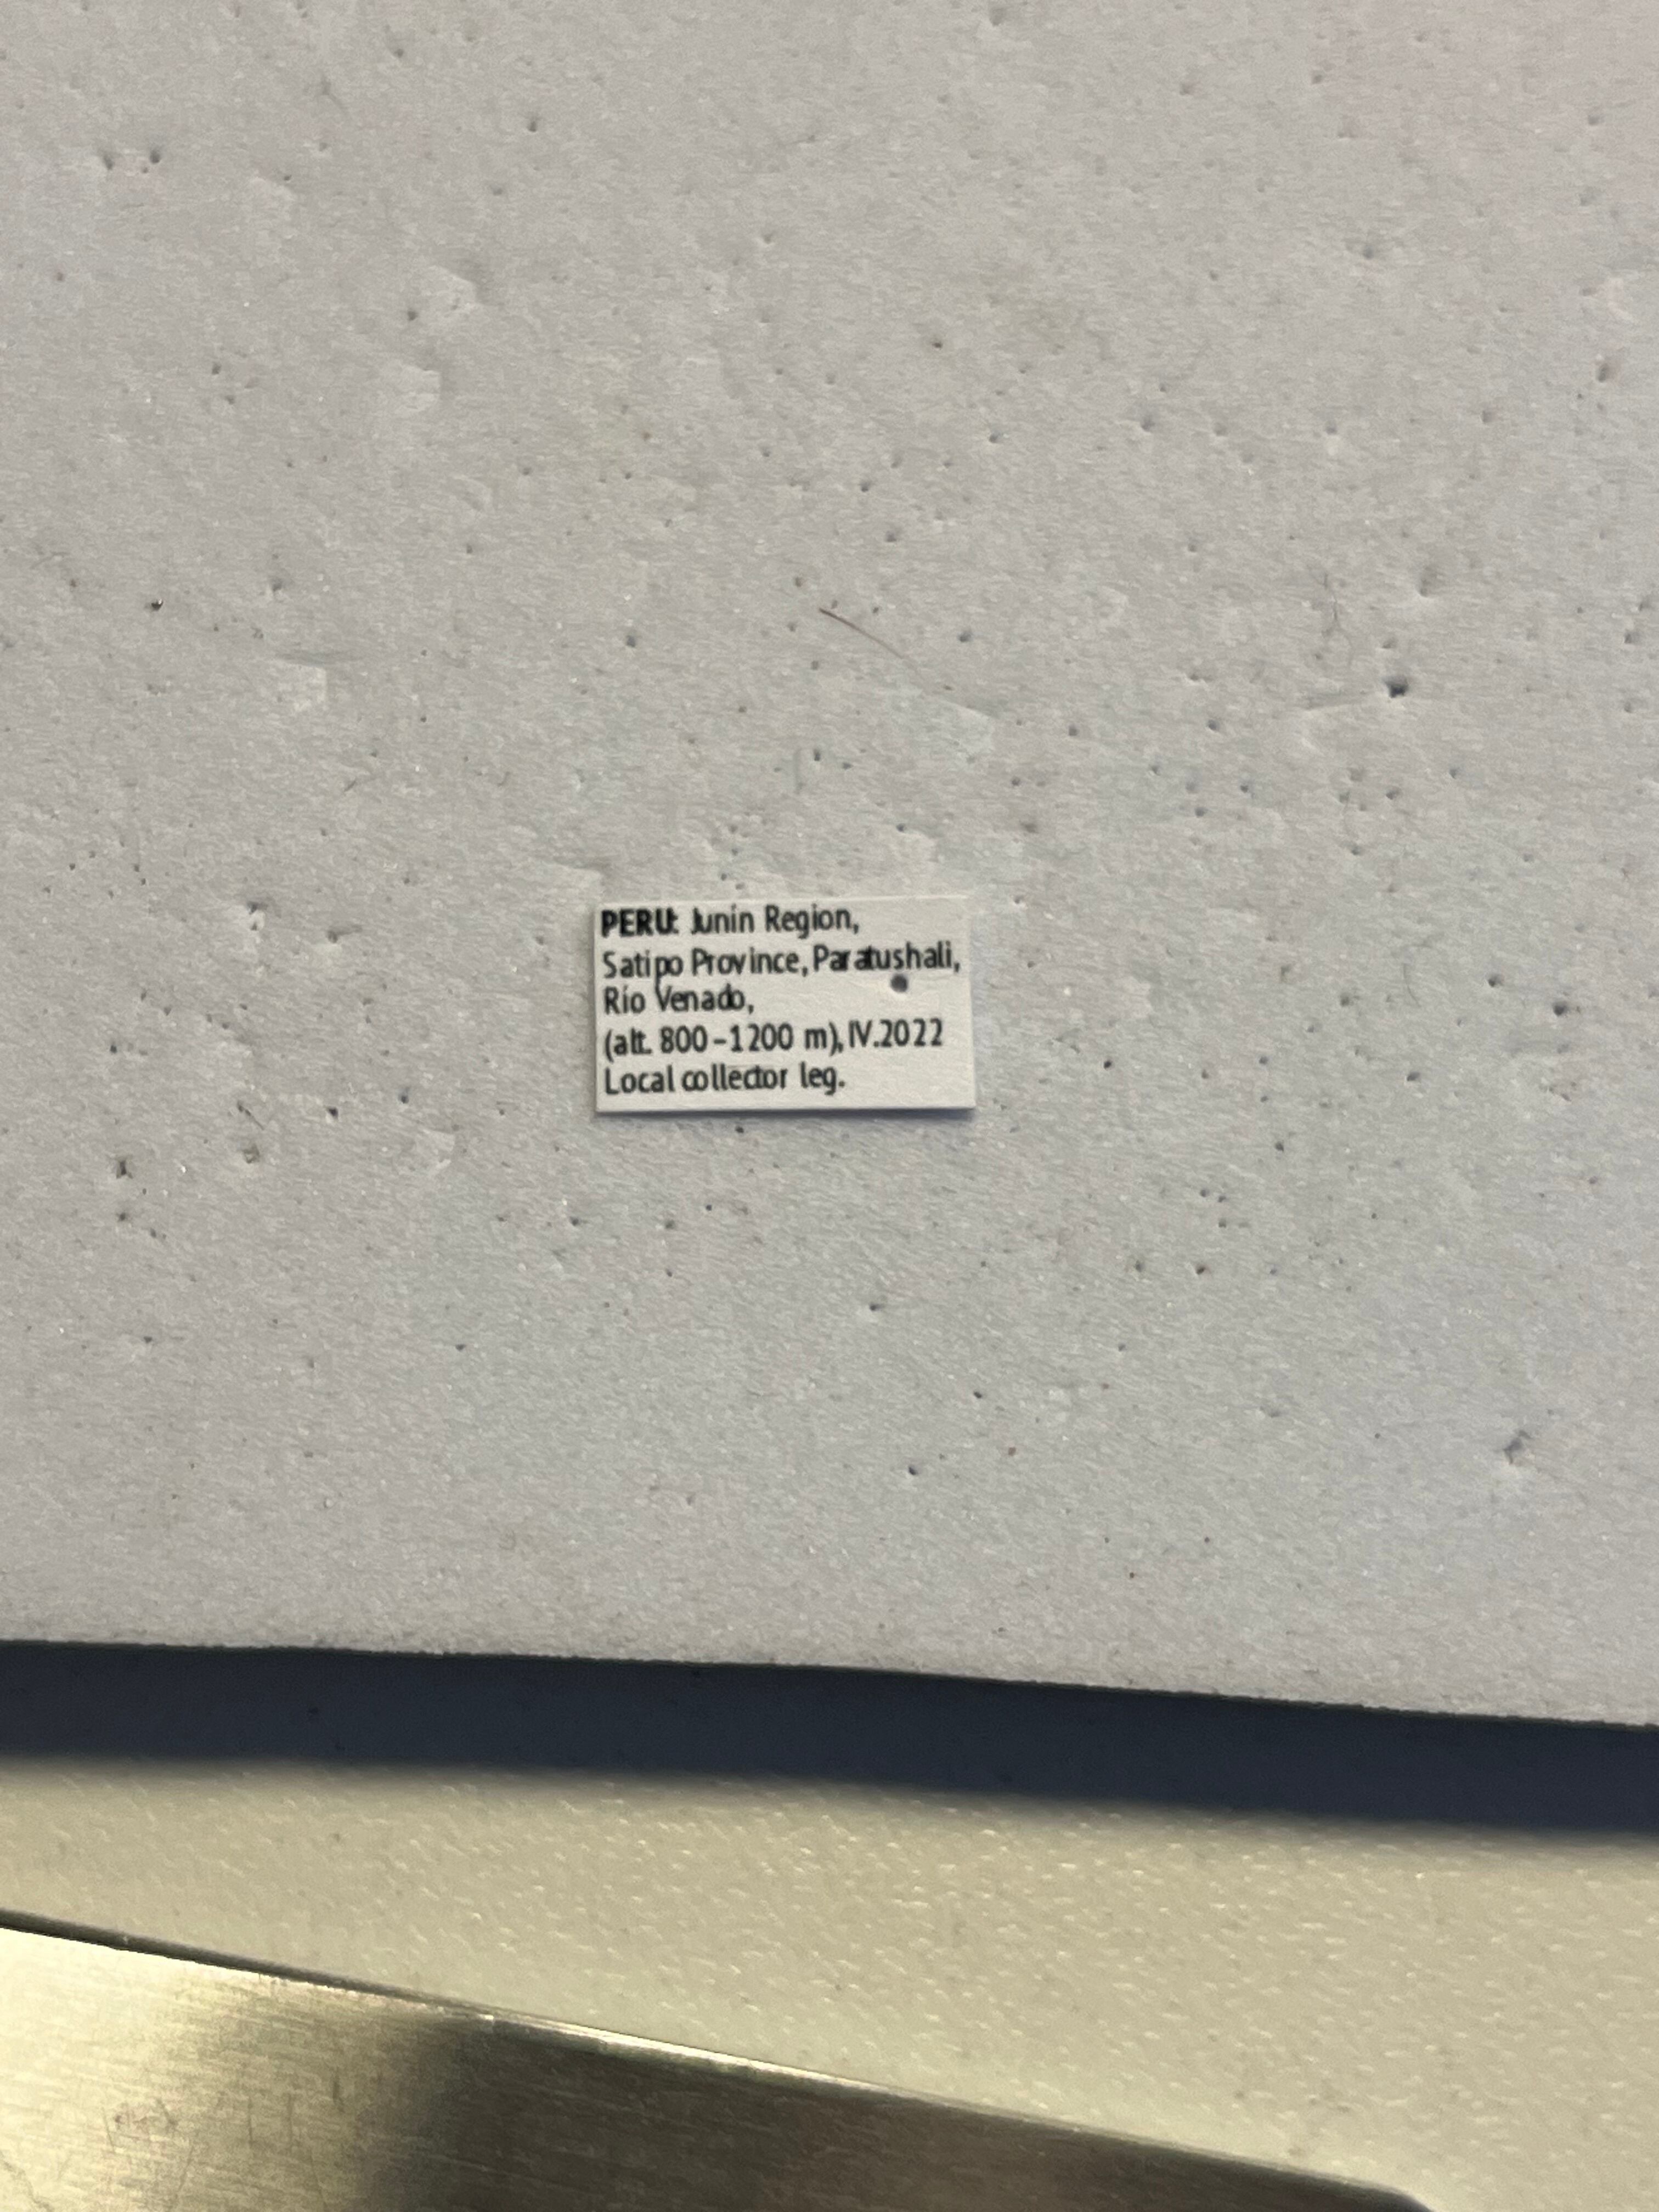 PERU: Junín Region,
Satipo Province, Paratushali,
Río Venado,
(alt. 800–1200 m), IV.2022
Local collector leg.